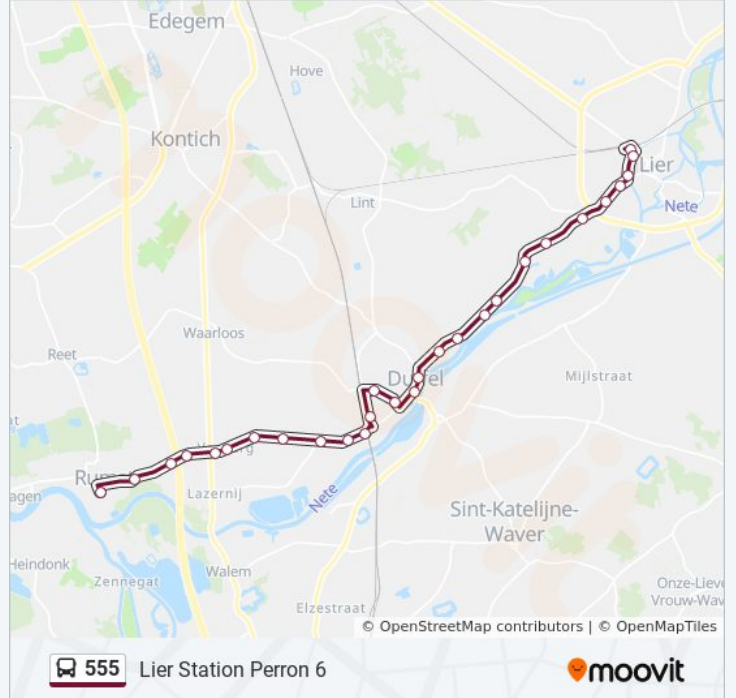 Edegem
Hove
Kontich
Lier
Lint
Nete
Waarloos
Reet
Duffel
Mijlstraat
Lazernij
Nete
Sint-Katelijne-
Waver
Heindonk
Walem
Zennegat
Onze-Lieve
Vrouw-Wav
Elzestraat
© OpenStreetMap contributors | © OpenMapTiles
555 Lier Station Perron 6
moovit